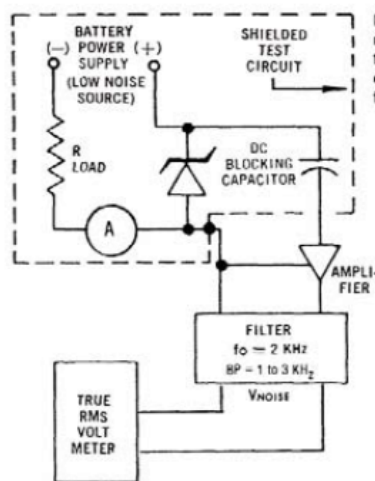 BATTERY
(-) POWER (+)
SUPPLY
(LOW NOISE
SOURCE)
SHIELDED
TEST
CIRCUIT
R
LOAD
DC
BLOCKING
CAPACITOR
A
AMPLI-
FIER
FILTER
fo = 2 KHz
BP - 1 to 3 KHz
VNOISE
TRUE
RMS
VOLT
METER